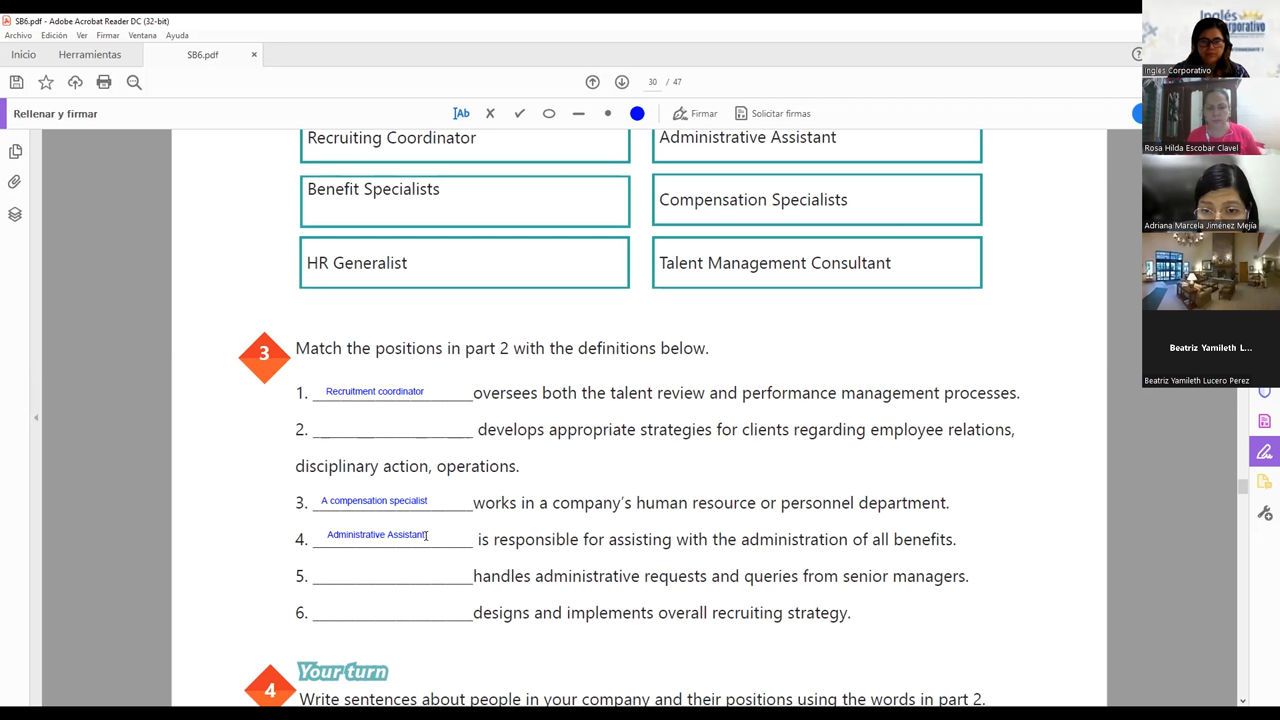 SB6.pdf - Adobe Acrobat Reader DC (32-bit)
Archivo Edición Ver Firmar Ventana Ayuda
Inicio Herramientas SB6.pdf ×
30 / 47
Rellenar y firmar
Ab Firmar Solicitar firmas
Recruiting Coordinator Administrative Assistant
Benefit Specialists Compensation Specialists
HR Generalist Talent Management Consultant
3 Match the positions in part 2 with the definitions below.
1. Recruitment coordinator oversees both the talent review and performance management processes.
2. develops appropriate strategies for clients regarding employee relations,
disciplinary action, operations.
3. A compensation specialist works in a company's human resource or personnel department.
4. Administrative Assistant is responsible for assisting with the administration of all benefits.
5. handles administrative requests and queries from senior managers.
6. designs and implements overall recruiting strategy.
Your turn
4 Write sentences about people in your company and their positions using the words in part 2.
Inglés
Corporativo
Inglés Corporativo
Rosa Hilda Escobar Clavel
Adriana Marcela Jiménez Mejía
Beatriz Yamileth L...
Beatriz Yamileth Lucero Perez